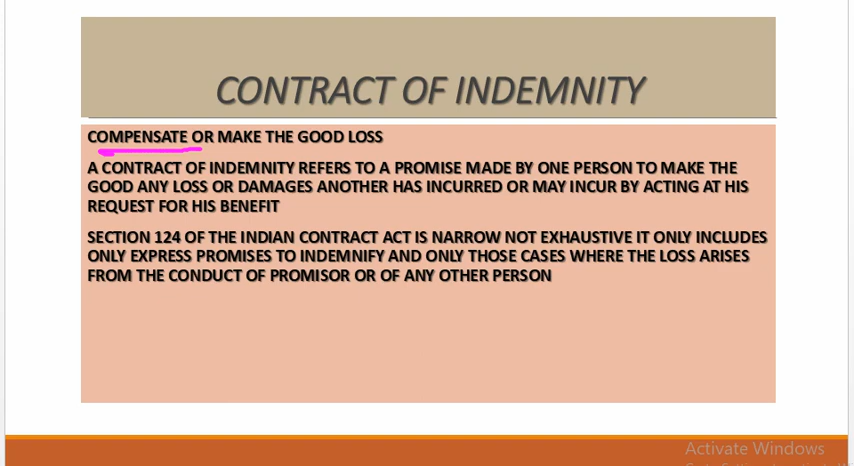 CONTRACT OF INDEMNITY
COMPENSATE OR MAKE THE GOOD LOSS
A CONTRACT OF INDEMNITY REFERS TO A PROMISE MADE BY ONE PERSON TO MAKE THE
GOOD ANY LOSS OR DAMAGES ANOTHER HAS INCURRED OR MAY INCUR BY ACTING AT HIS
REQUEST FOR HIS BENEFIT
SECTION 124 OF THE INDIAN CONTRACT ACT IS NARROW NOT EXHAUSTIVE IT ONLY INCLUDES
ONLY EXPRESS PROMISES TO INDEMNIFY AND ONLY THOSE CASES WHERE THE LOSS ARISES
FROM THE CONDUCT OF PROMISOR OR OF ANY OTHER PERSON
Activate Windows